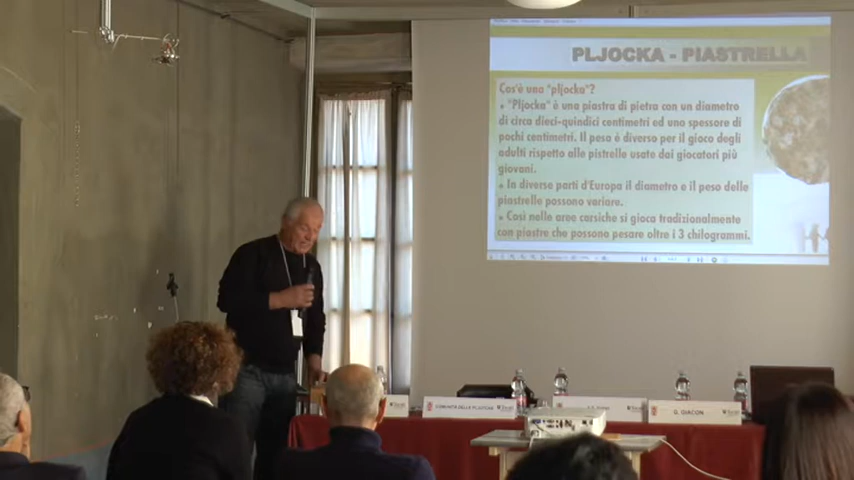 PLJOCKA - PIASTRELLA
Cos'è una "pljocka"?
• "Pljocka" è una piastra di pietra con un diametro
di circa dieci-quindici centimetri ed uno spessore di
pochi centimetri. Il peso è diverso per il gioco degli
adulti rispetto alle pistrelle usate dai giocatori più
giovani.
• In diverse parti d'Europa il diametro e il peso delle
piastrelle possono variare.
• Così nelle aree carsiche si gioca tradizionalmente
con piastre che possono pesare oltre i 3 chilogrammi.
G. GIACON